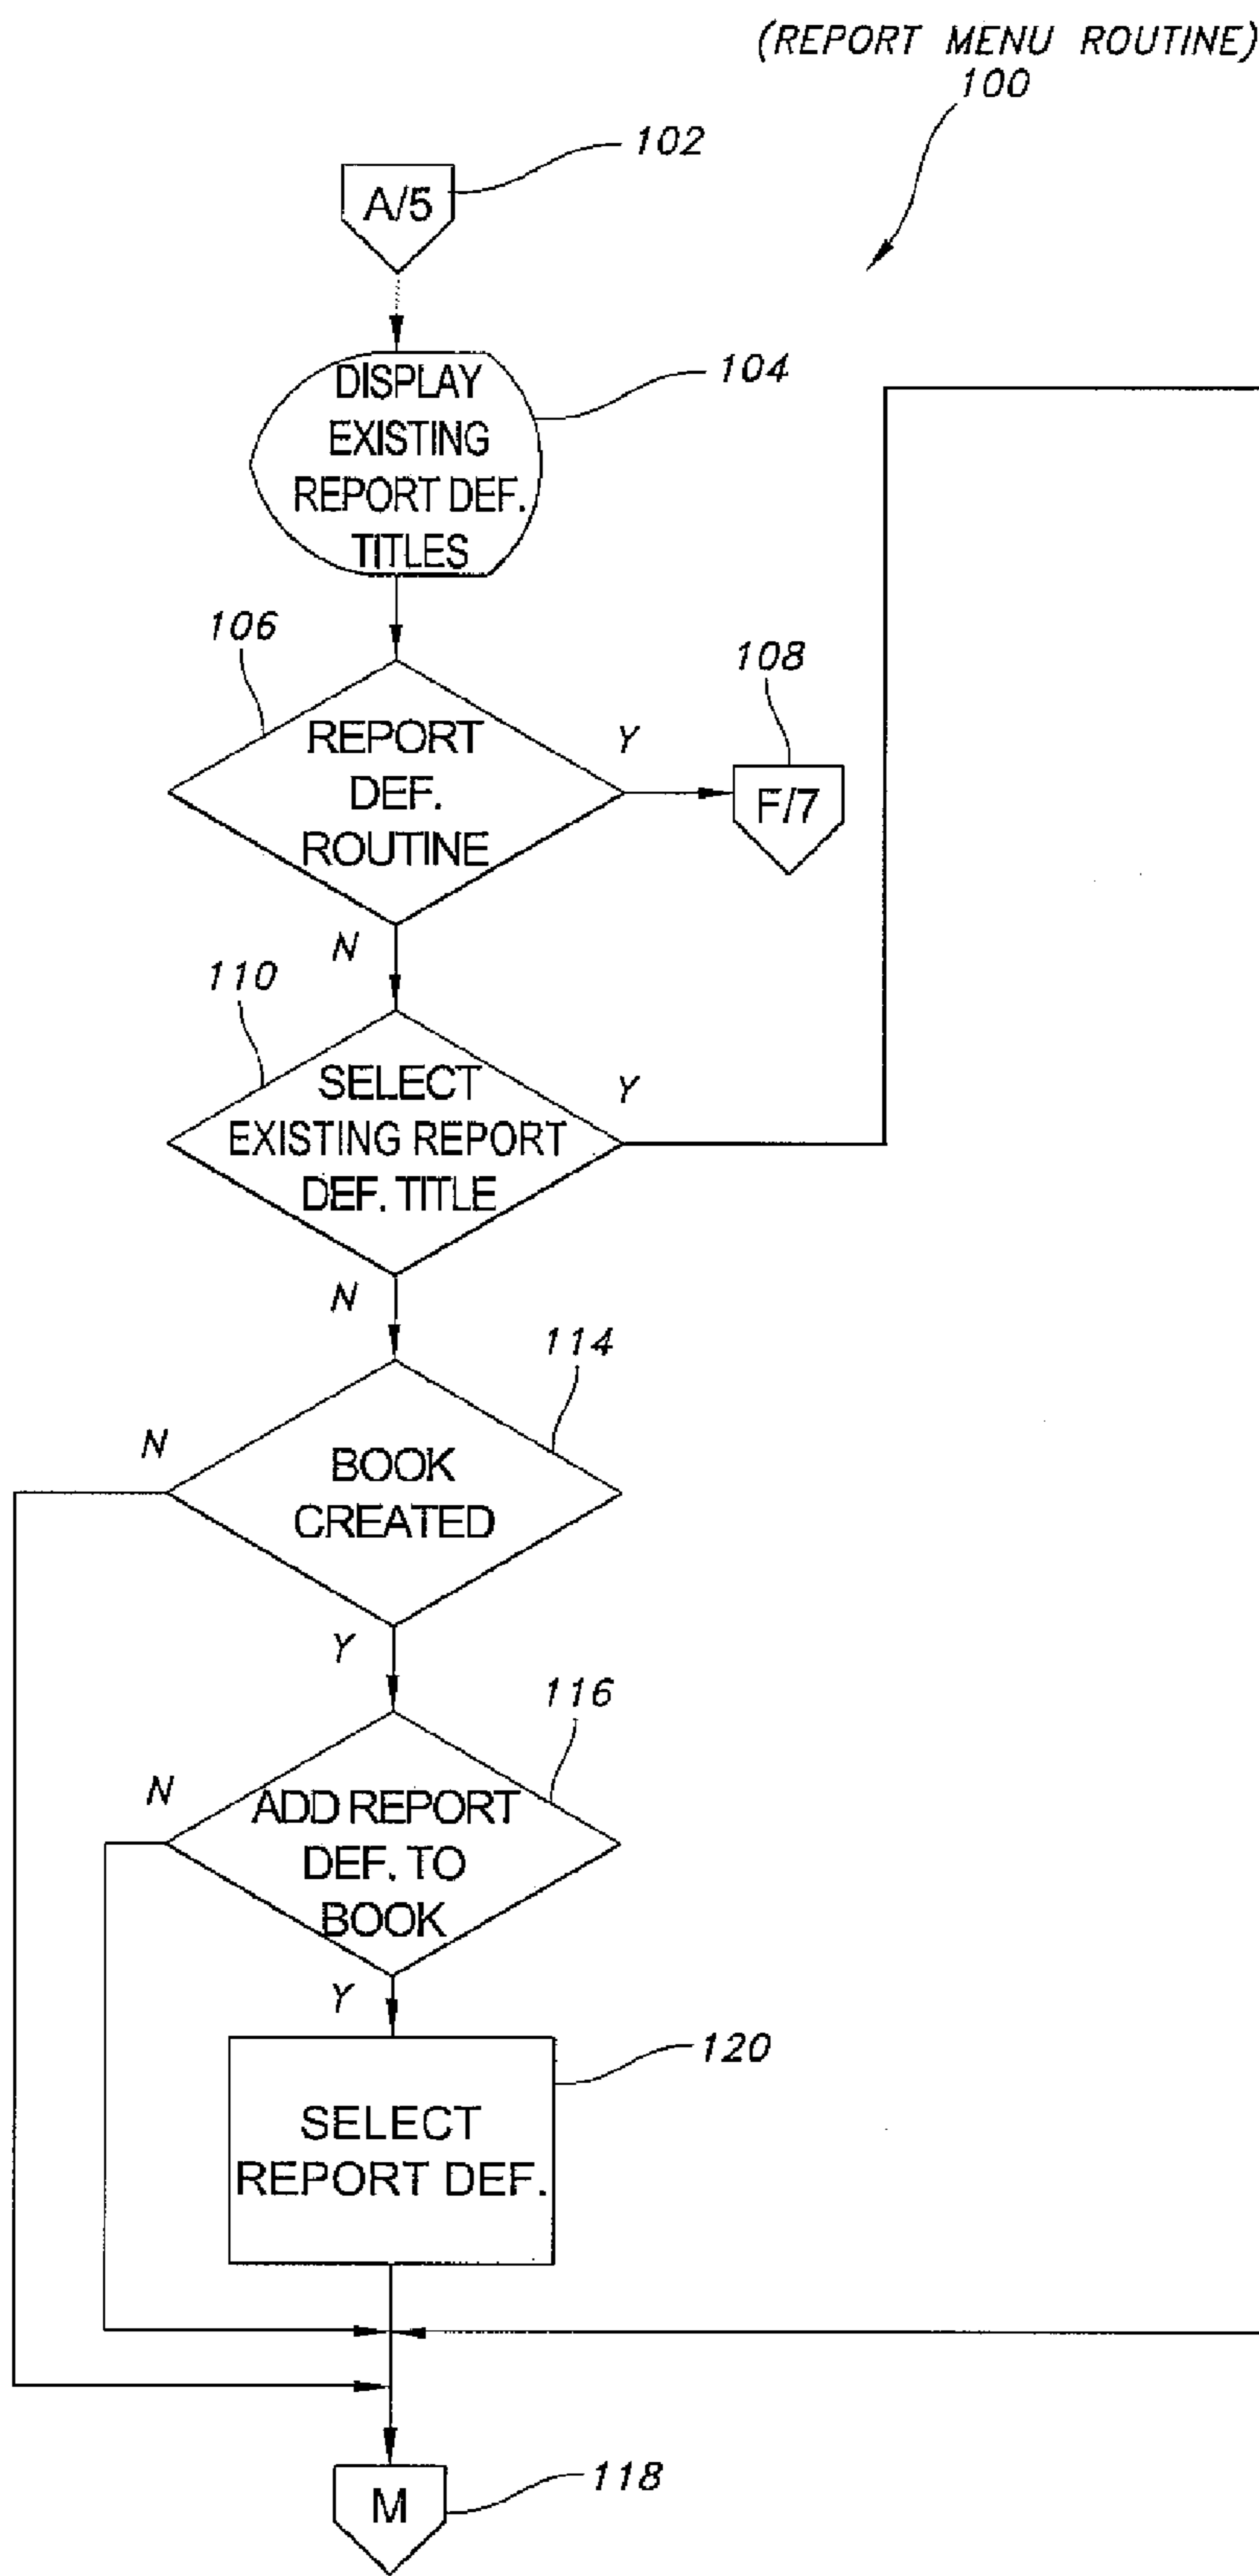 (REPORT MENU ROUTINE)
100
102
A/5
104
DISPLAY
EXISTING
REPORT DEF.
TITLES
106
108
REPORT
DEF.
ROUTINE
Y
F/7
N
110
SELECT
EXISTING REPORT
DEF. TITLE
Y
N
114
N
BOOK
CREATED
Y
116
N
ADD REPORT
DEF. TO
BOOK
Y
120
SELECT
REPORT DEF.
118
M